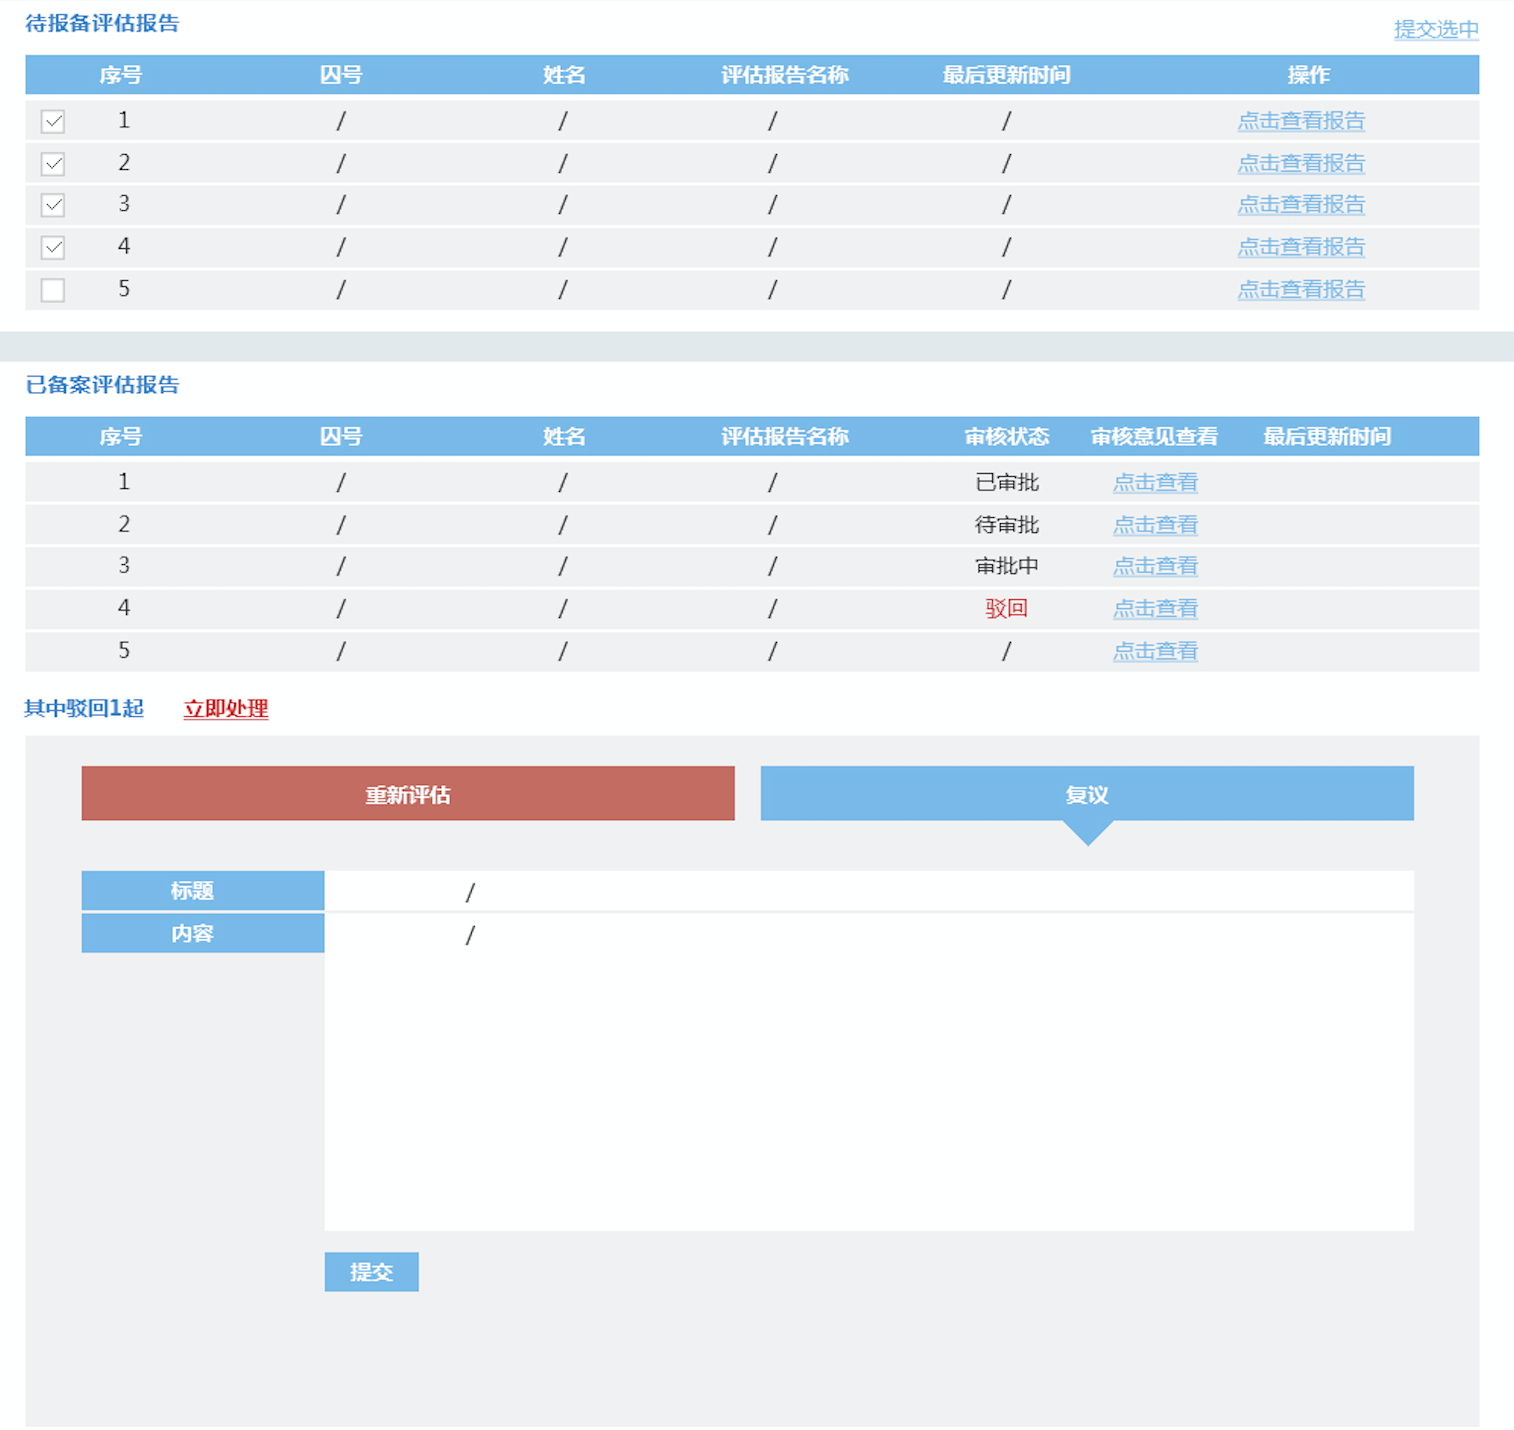 待报备评估报告
提交选中
序号 囚号 姓名 评估报告名称 最后更新时间 操作
1 / / / / 点击查看报告
2 / / / / 点击查看报告
3 / / / / 点击查看报告
4 / / / / 点击查看报告
5 / / / / 点击查看报告
已备案评估报告
序号 囚号 姓名 评估报告名称 审核状态 审核意见查看 最后更新时间
1 / / / 已审批 点击查看
2 / / / 待审批 点击查看
3 / / / 审批中 点击查看
4 / / / 驳回 点击查看
5 / / / / 点击查看
其中驳回1起 立即处理
重新评估 复议
标题 /
内容 /
提交